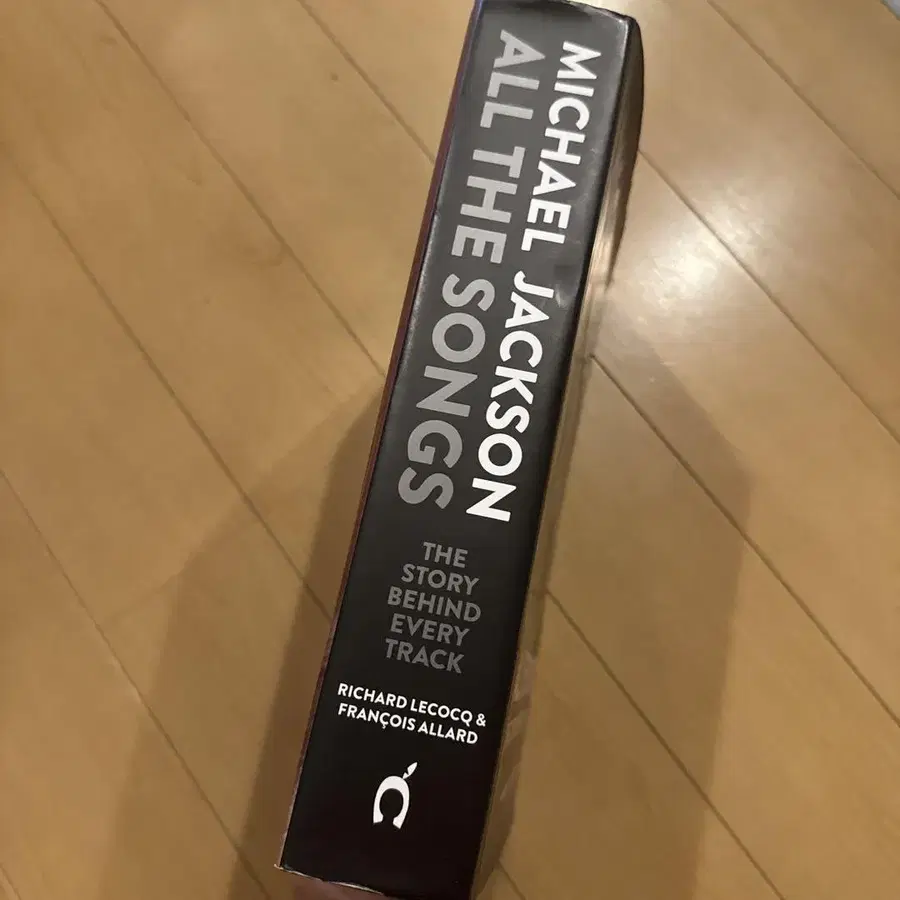 MICHAEL JACKSON
ALL THE SONGS
THE
STORY
BEHIND
EVERY
TRACK
RICHARD LECOCQ &
FRANÇOIS ALLARD